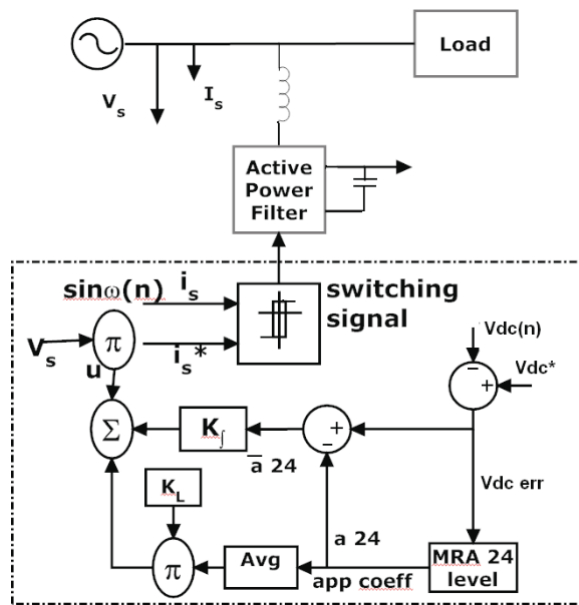 Load
Vs
Is
Active
Power
Filter
sinω(n)
is
switching
signal
Vs
π
is*
u
Vdc(n)
−
+
Vdc*
Σ
K∫
+
−
a̅ 24
Vdc err
KL
a 24
π
Avg
app coeff
MRA 24
level